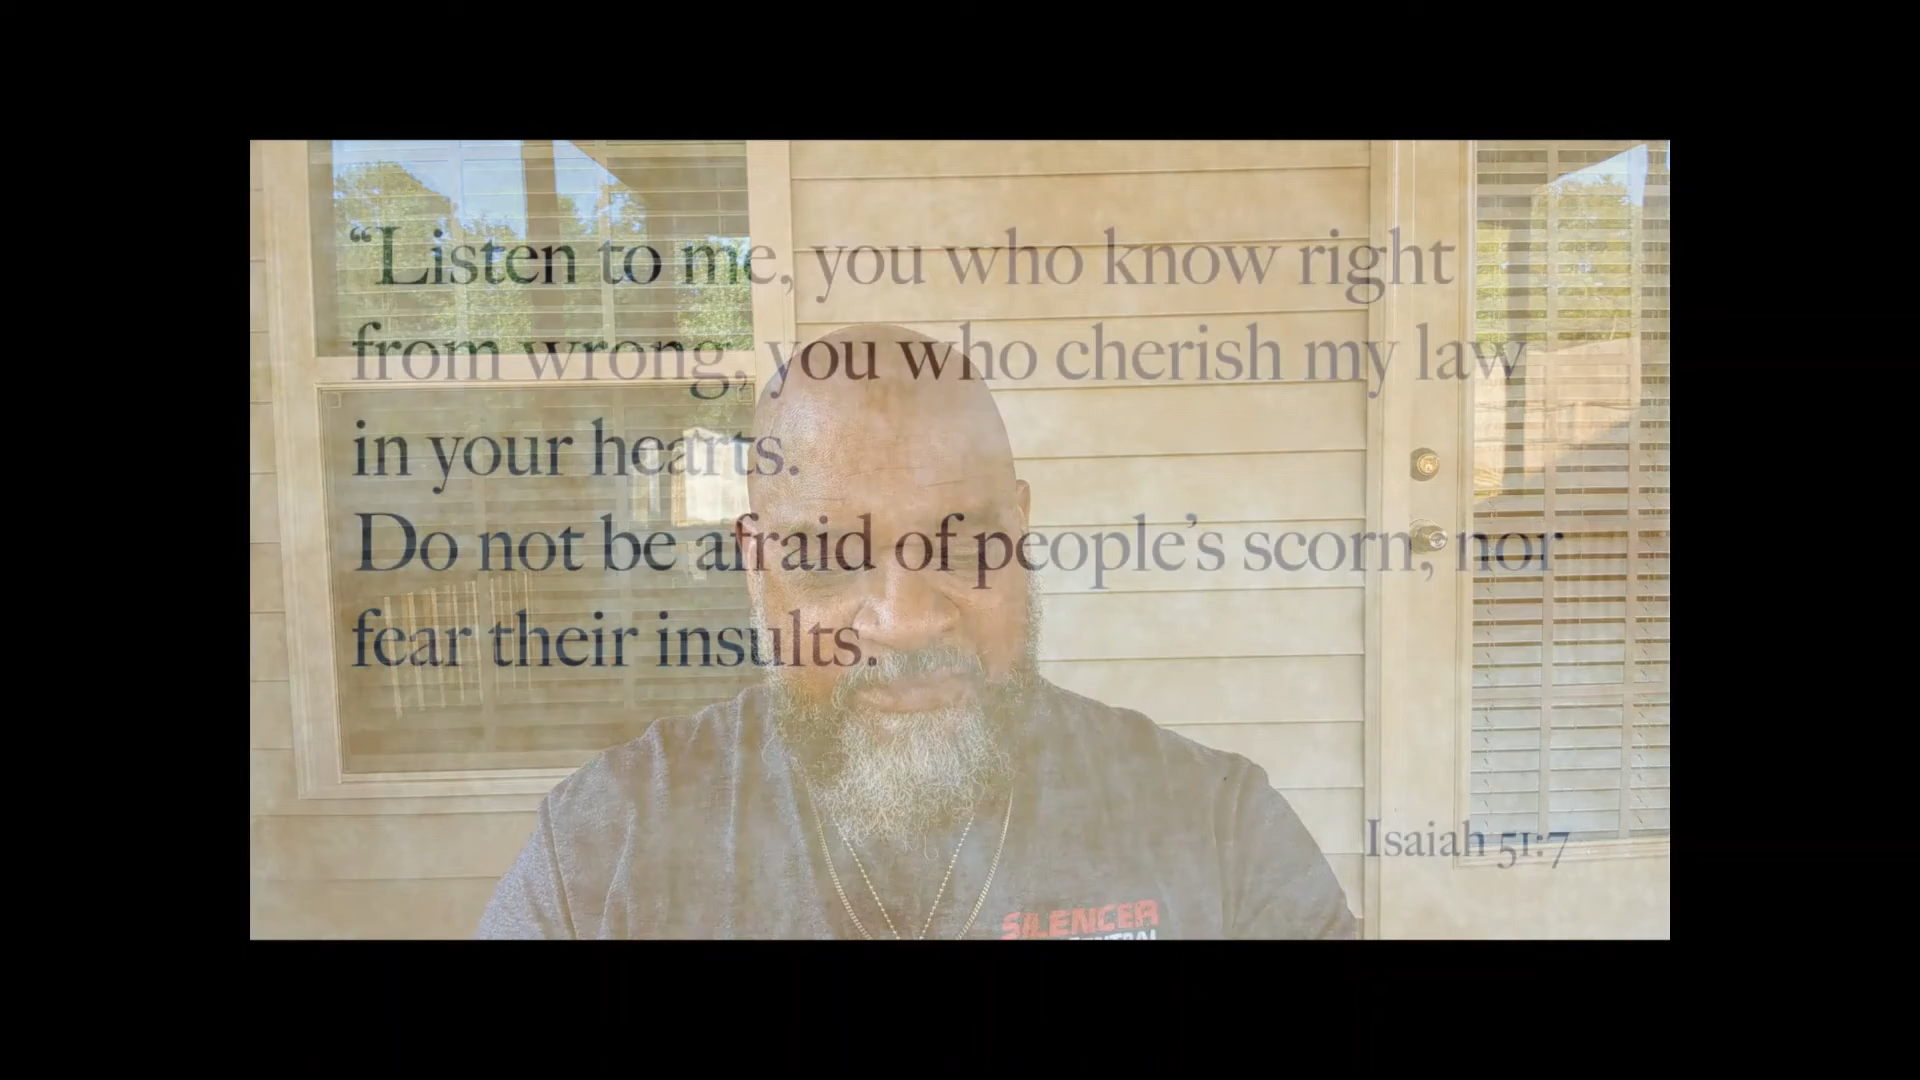 “Listen to me, you who know right
from wrong, you who cherish my law
in your hearts.
Do not be afraid of people’s scorn, nor
fear their insults.
Isaiah 51:7
SILENCER
CENTRAL